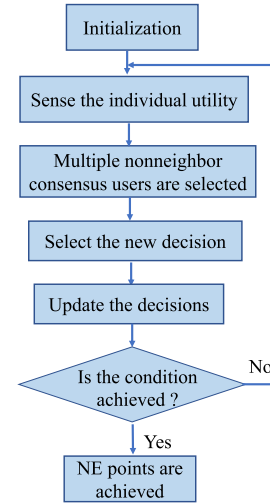 Initialization
Sense the individual utility
Multiple nonneighbor
consensus users are selected
Select the new decision
Update the decisions
Is the condition
achieved ?
No
Yes
NE points are
achieved